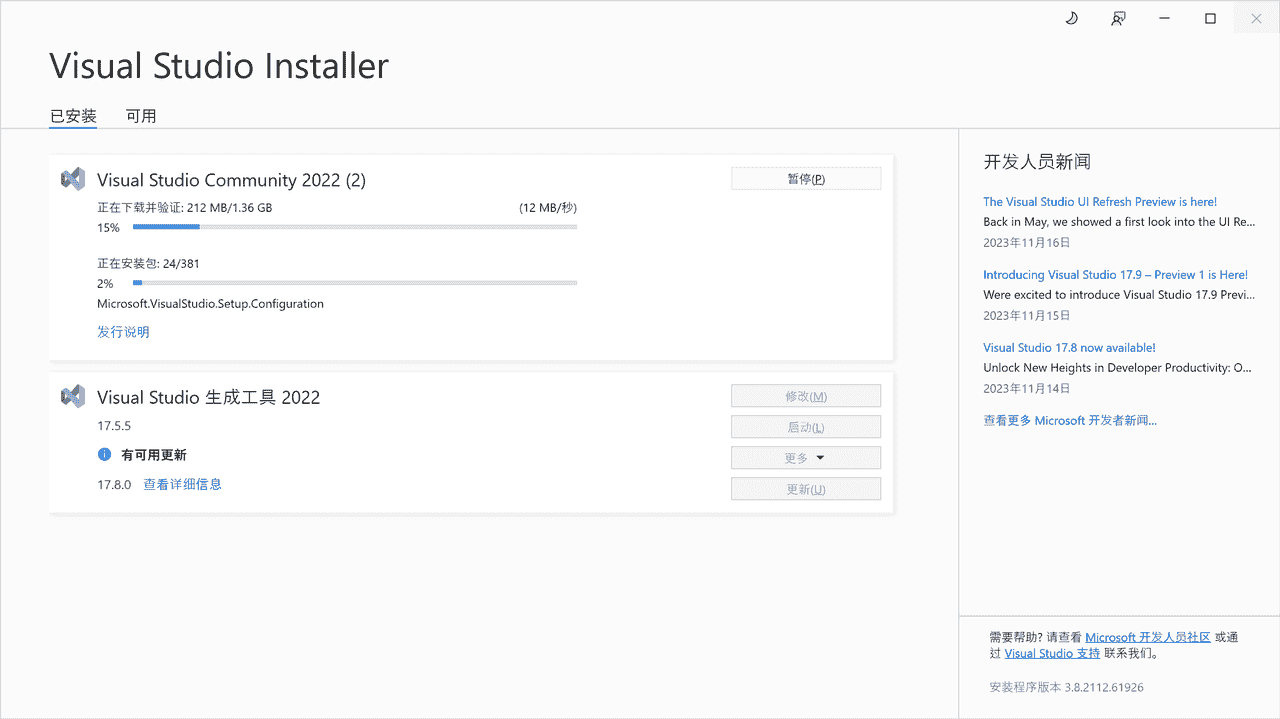 Visual Studio Installer
已安装
可用
Visual Studio Community 2022 (2)
暂停(P)
正在下载并验证: 212 MB/1.36 GB
(12 MB/秒)
15%
正在安装包: 24/381
2%
Microsoft.VisualStudio.Setup.Configuration
发行说明
Visual Studio 生成工具 2022
17.5.5
有可用更新
17.8.0 查看详细信息
修改(M)
启动(L)
更多
更新(U)
开发人员新闻
The Visual Studio UI Refresh Preview is here!
Back in May, we showed a first look into the UI Re...
2023年11月16日
Introducing Visual Studio 17.9 – Preview 1 is Here!
Were excited to introduce Visual Studio 17.9 Previ...
2023年11月15日
Visual Studio 17.8 now available!
Unlock New Heights in Developer Productivity: O...
2023年11月14日
查看更多 Microsoft 开发者新闻...
需要帮助? 请查看 Microsoft 开发人员社区 或通
过 Visual Studio 支持 联系我们。
安装程序版本 3.8.2112.61926